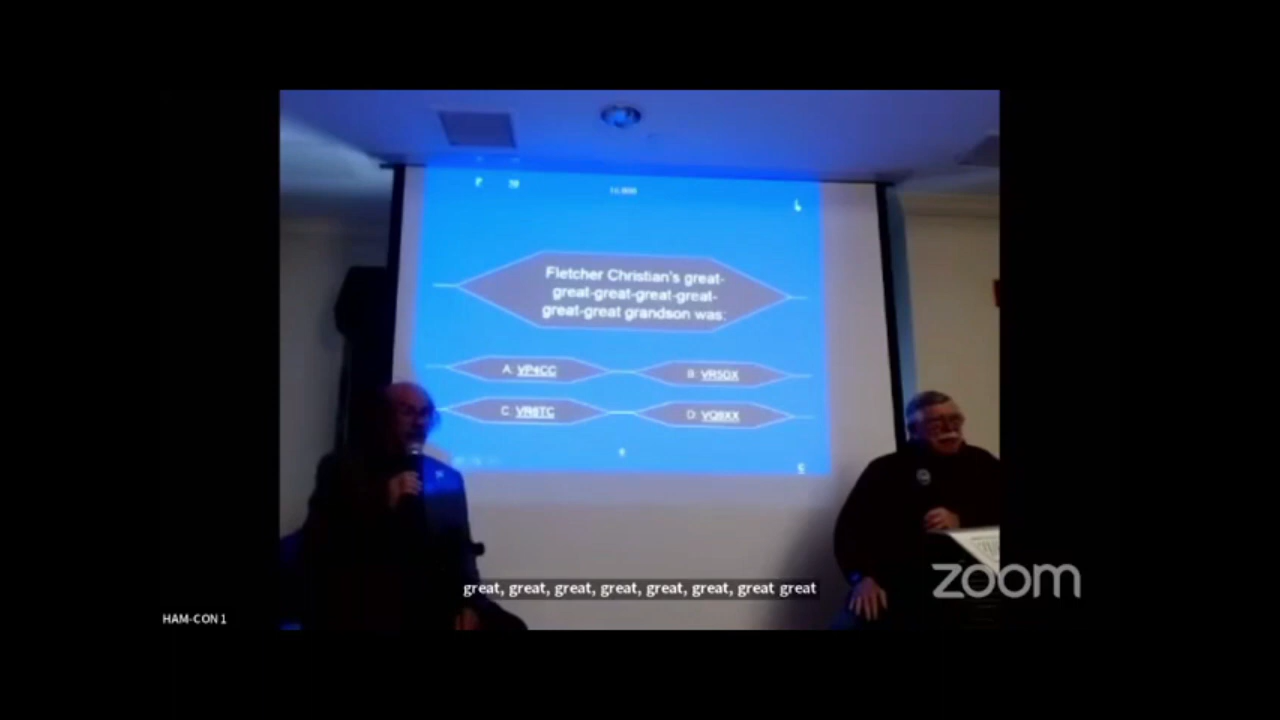 Fletcher Christian's great-
great-great-great-great-
great-great grandson was:
A: VP4CC
B: VR5DX
C: VR6TC
D: VQ9XX
great, great, great, great, great, great, great great
zoom
HAM-CON 1